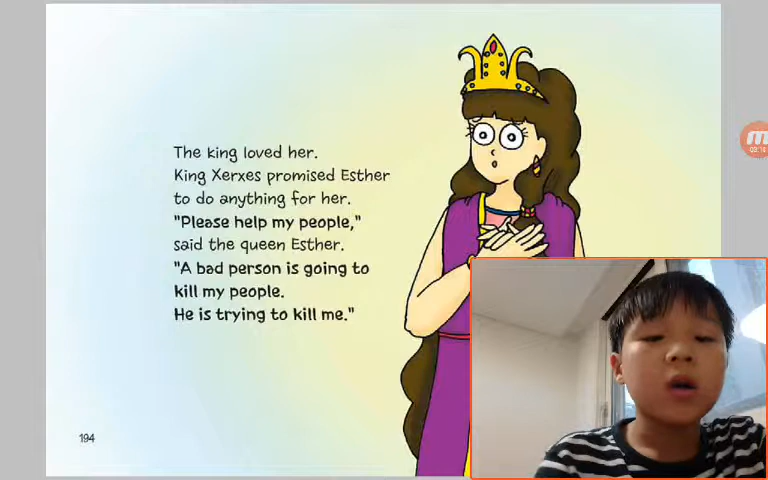 The king loved her.
King Xerxes promised Esther
to do anything for her.
"Please help my people,"
said the queen Esther.
"A bad person is going to
kill my people.
He is trying to kill me."
194